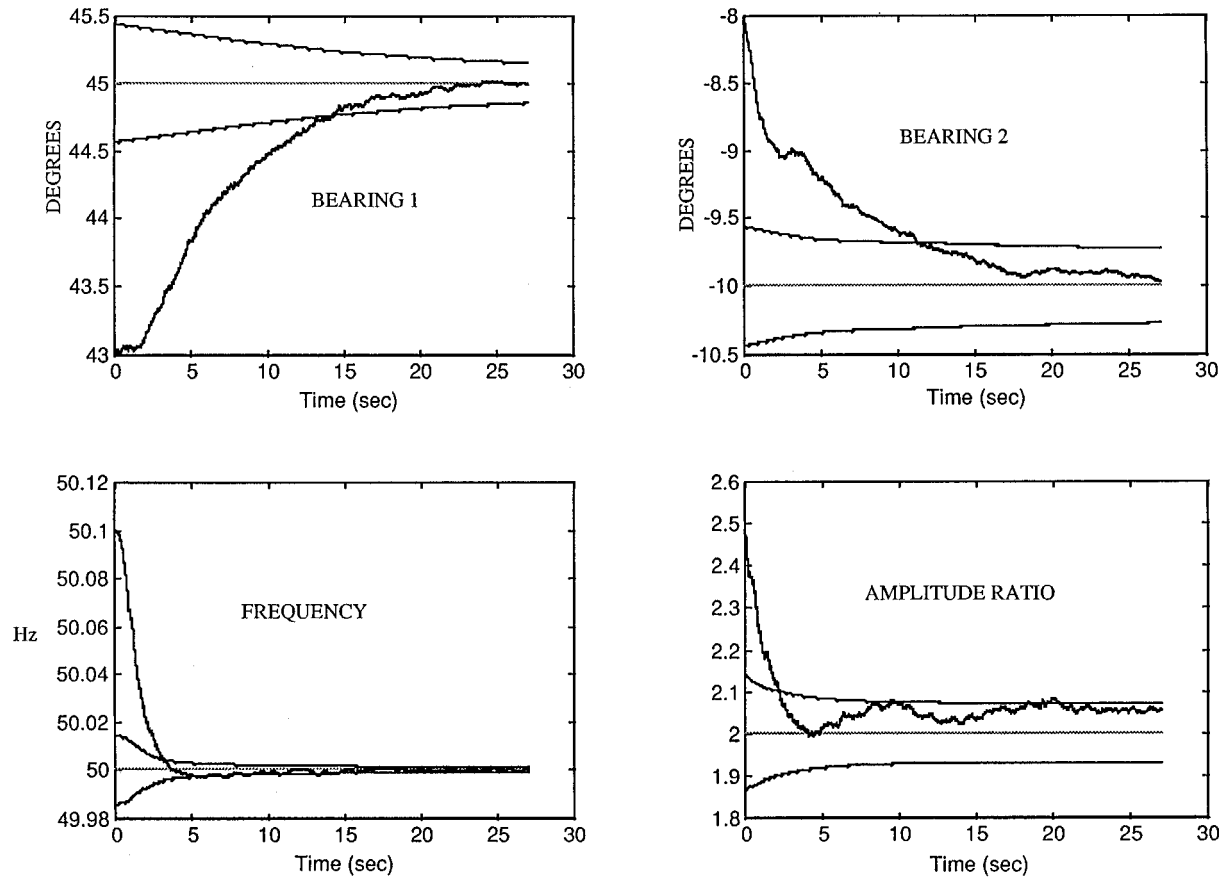 45.5
45
44.5
44
43.5
43
DEGREES
BEARING 1
0 5 10 15 20 25 30
Time (sec)
-8
-8.5
-9
-9.5
-10
-10.5
DEGREES
BEARING 2
0 5 10 15 20 25 30
Time (sec)
50.12
50.1
50.08
50.06
50.04
50.02
50
49.98
Hz
FREQUENCY
0 5 10 15 20 25 30
Time (sec)
2.6
2.5
2.4
2.3
2.2
2.1
2
1.9
1.8
AMPLITUDE RATIO
0 5 10 15 20 25 30
Time (sec)